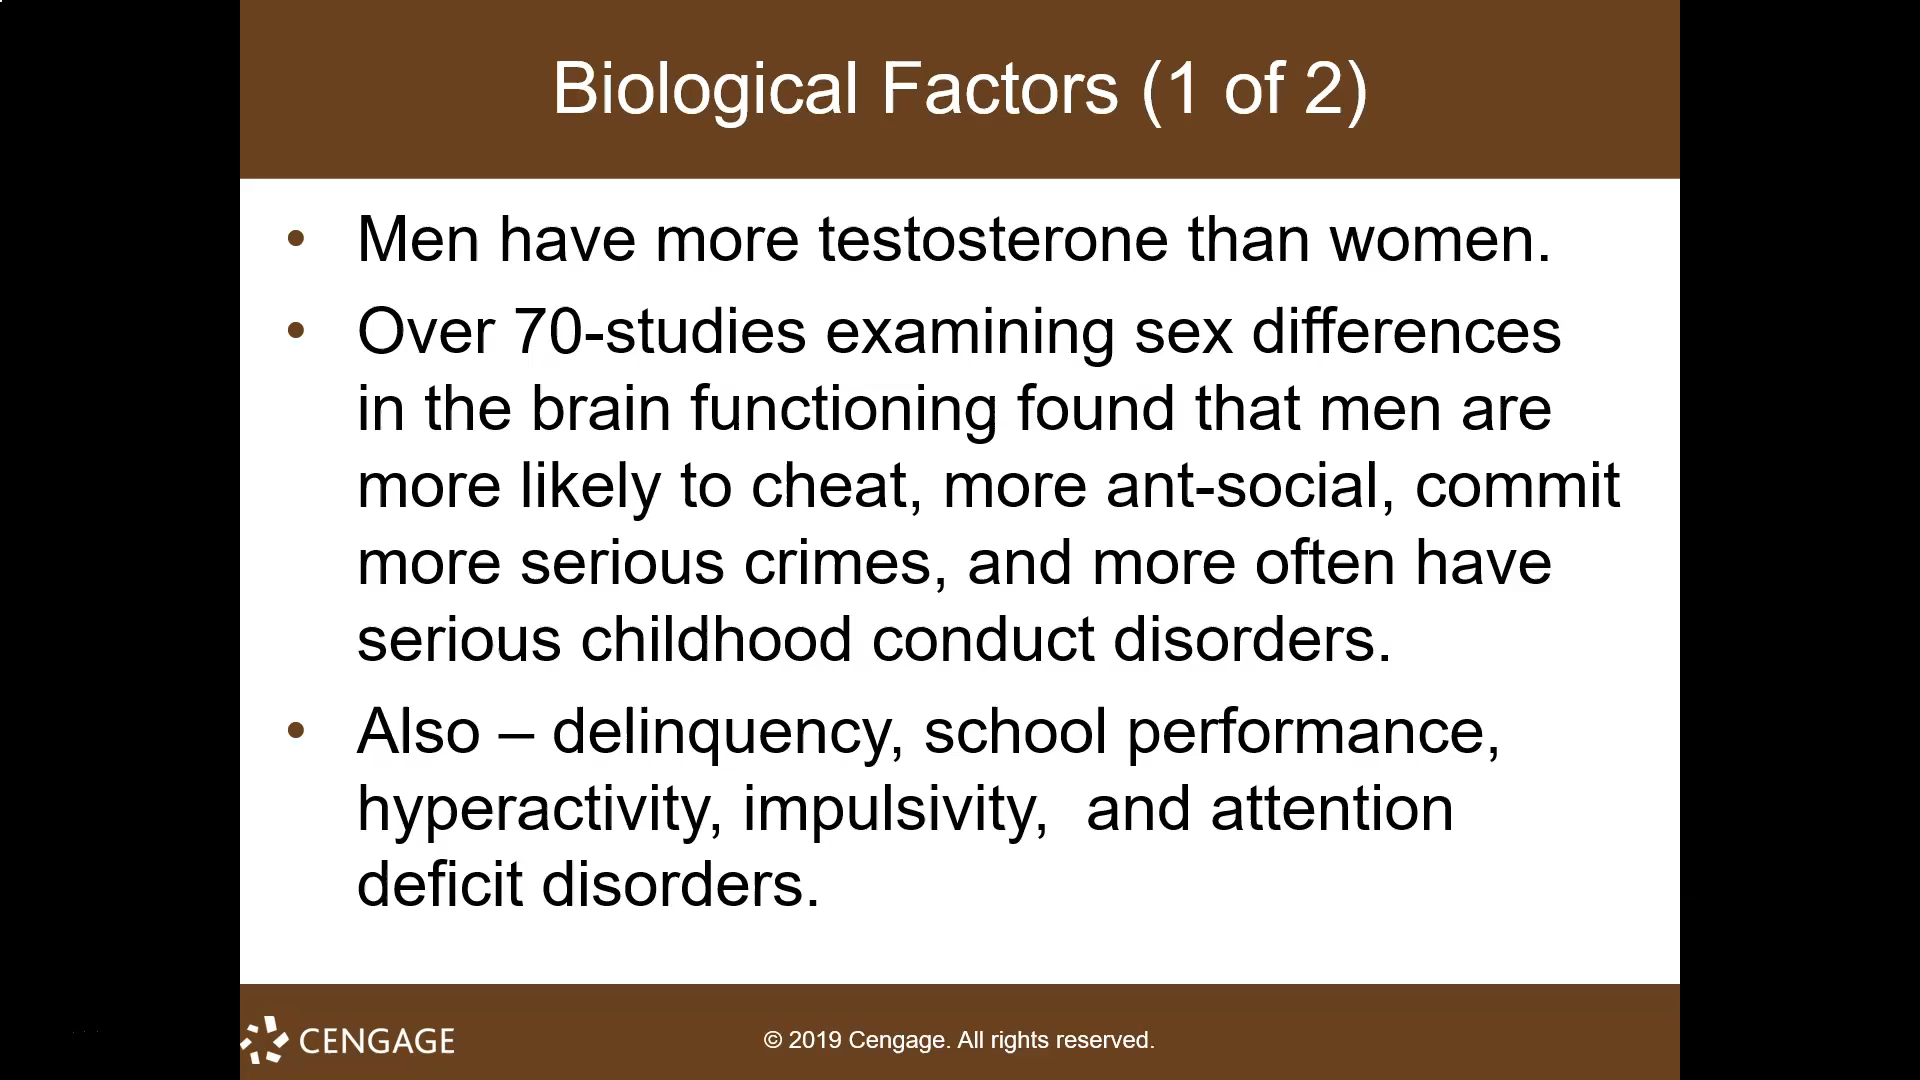 Biological Factors (1 of 2)
• Men have more testosterone than women.
• Over 70-studies examining sex differences
in the brain functioning found that men are
more likely to cheat, more ant-social, commit
more serious crimes, and more often have
serious childhood conduct disorders.
• Also – delinquency, school performance,
hyperactivity, impulsivity,  and attention
deficit disorders.
CENGAGE
© 2019 Cengage. All rights reserved.